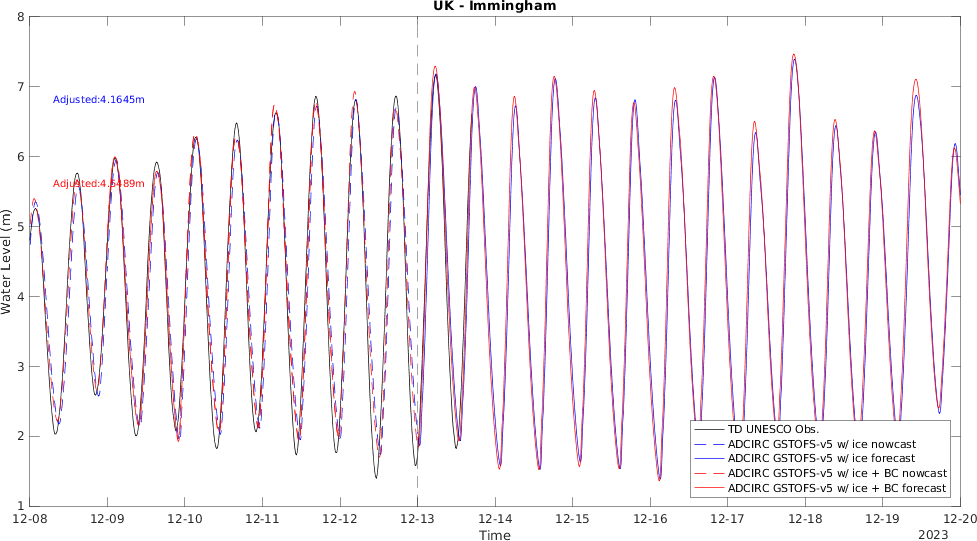 UK - Immingham
8
7
6
5
4
3
2
1
Water Level (m)
Adjusted:4.1645m
Adjusted:4.5489m
TD UNESCO Obs.
ADCIRC GSTOFS-v5 w/ ice nowcast
ADCIRC GSTOFS-v5 w/ ice forecast
ADCIRC GSTOFS-v5 w/ ice + BC nowcast
ADCIRC GSTOFS-v5 w/ ice + BC forecast
12-08 12-09 12-10 12-11 12-12 12-13 12-14 12-15 12-16 12-17 12-18 12-19 12-20
Time
2023